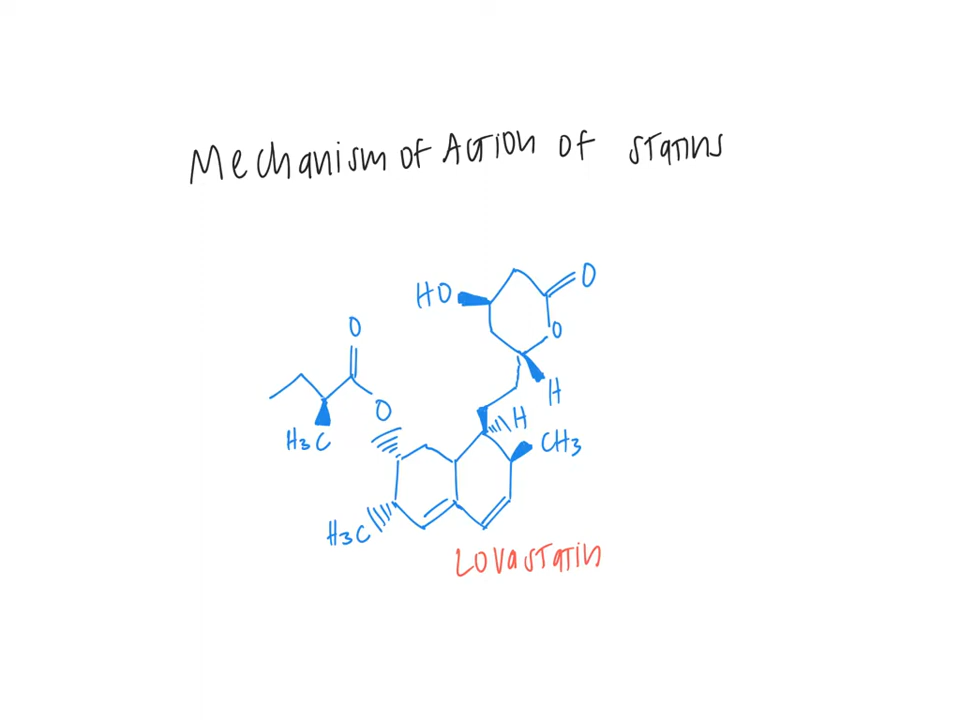 Mechanism of Action of statins
HO
O
O
H
O
O
H3C
H
CH3
H3C
Lovastatin